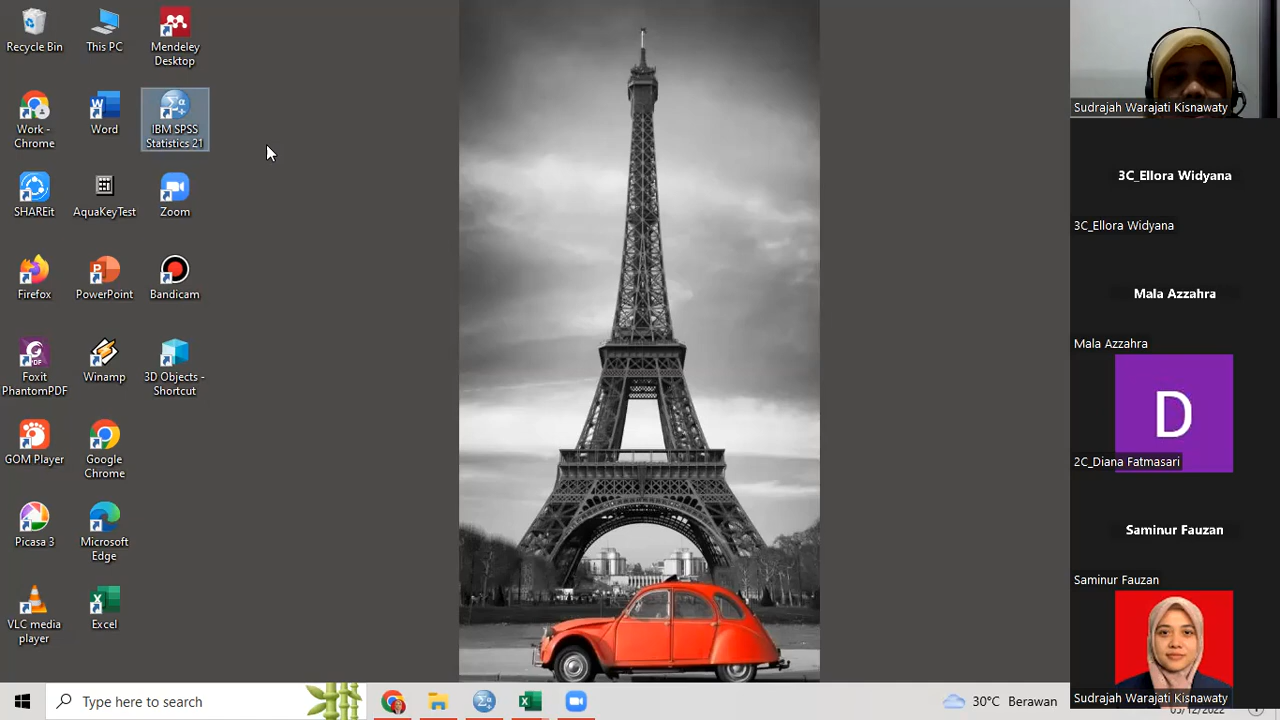 Recycle Bin
This PC
Mendeley
Desktop
Work -
Chrome
Word
IBM SPSS
Statistics 21
SHAREit
AquaKeyTest
Zoom
Firefox
PowerPoint
Bandicam
Foxit
PhantomPDF
Winamp
3D Objects -
Shortcut
GOM Player
Google
Chrome
Picasa 3
Microsoft
Edge
VLC media
player
Excel
Type here to search
30°C Berawan
Sudrajah Warajati Kisnawaty
3C_Ellora Widyana
3C_Ellora Widyana
Mala Azzahra
Mala Azzahra
D
2C_Diana Fatmasari
Saminur Fauzan
Saminur Fauzan
Sudrajah Warajati Kisnawaty